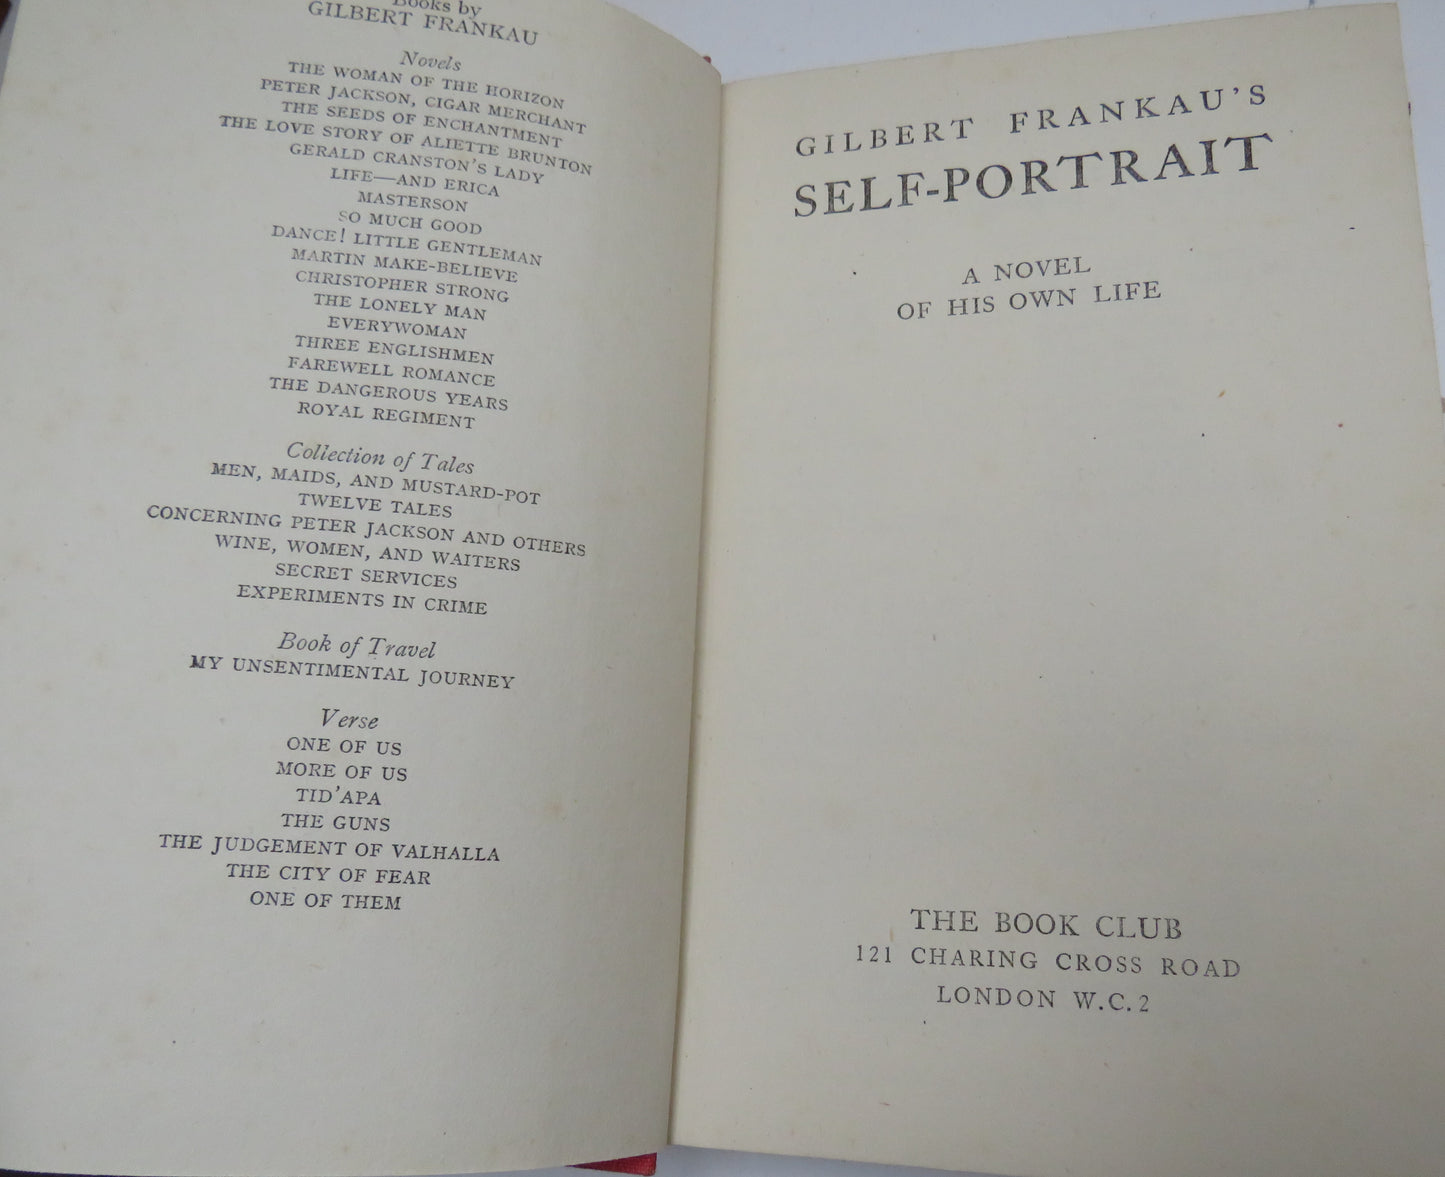 Books by
GILBERT FRANKAU
Novels
THE WOMAN OF THE HORIZON
PETER JACKSON, CIGAR MERCHANT
THE SEEDS OF ENCHANTMENT
THE LOVE STORY OF ALIETTE BRUNTON
GERALD CRANSTON'S LADY
LIFE—AND ERICA
MASTERSON
SO MUCH GOOD
DANCE! LITTLE GENTLEMAN
MARTIN MAKE-BELIEVE
CHRISTOPHER STRONG
THE LONELY MAN
EVERYWOMAN
THREE ENGLISHMEN
FAREWELL ROMANCE
THE DANGEROUS YEARS
ROYAL REGIMENT
Collection of Tales
MEN, MAIDS, AND MUSTARD-POT
TWELVE TALES
CONCERNING PETER JACKSON AND OTHERS
WINE, WOMEN, AND WAITERS
SECRET SERVICES
EXPERIMENTS IN CRIME
Book of Travel
MY UNSENTIMENTAL JOURNEY
Verse
ONE OF US
MORE OF US
TID'APA
THE GUNS
THE JUDGEMENT OF VALHALLA
THE CITY OF FEAR
ONE OF THEM
GILBERT FRANKAU'S
SELF-PORTRAIT
A NOVEL
OF HIS OWN LIFE
THE BOOK CLUB
121 CHARING CROSS ROAD
LONDON W.C.2